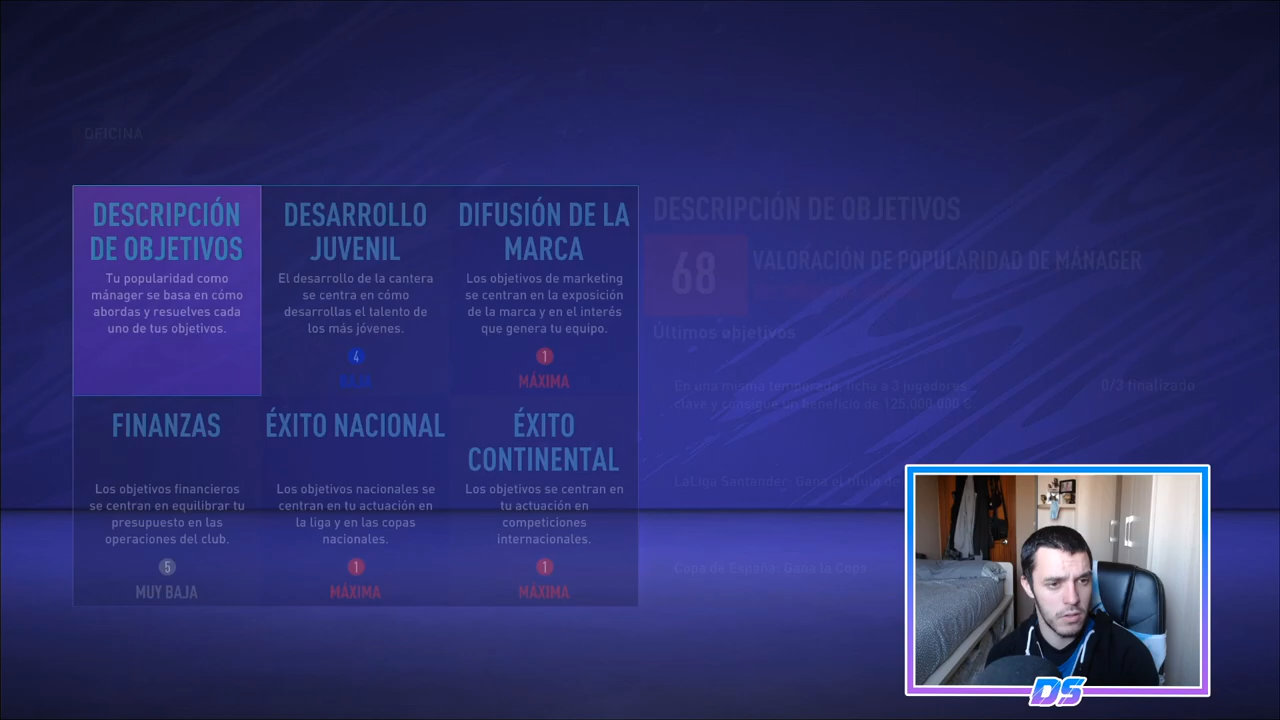 OFICINA
DESCRIPCIÓN
DE OBJETIVOS
Tu popularidad como
mánager se basa en cómo
abordas y resuelves cada
uno de tus objetivos.
DESARROLLO
JUVENIL
El desarrollo de la cantera
se centra en cómo
desarrollas el talento de
los más jóvenes.
4
BAJA
DIFUSIÓN DE LA
MARCA
Los objetivos de marketing
se centran en la exposición
de la marca y en el interés
que genera tu equipo.
1
MÁXIMA
FINANZAS
Los objetivos financieros
se centran en equilibrar tu
presupuesto en las
operaciones del club.
5
MUY BAJA
ÉXITO NACIONAL
Los objetivos nacionales se
centran en tu actuación en
la liga y en las copas
nacionales.
1
MÁXIMA
ÉXITO
CONTINENTAL
Los objetivos se centran en
tu actuación en
competiciones
internacionales.
1
MÁXIMA
DESCRIPCIÓN DE OBJETIVOS
68
VALORACIÓN DE POPULARIDAD DE MÁNAGER
Últimos objetivos
En una misma temporada, ficha a 3 jugadores
clave y consigue un beneficio de 125.000.000 €.
0/3 finalizado
LaLiga Santander: Gana el título de
Copa de España: Gana la Copa
DS